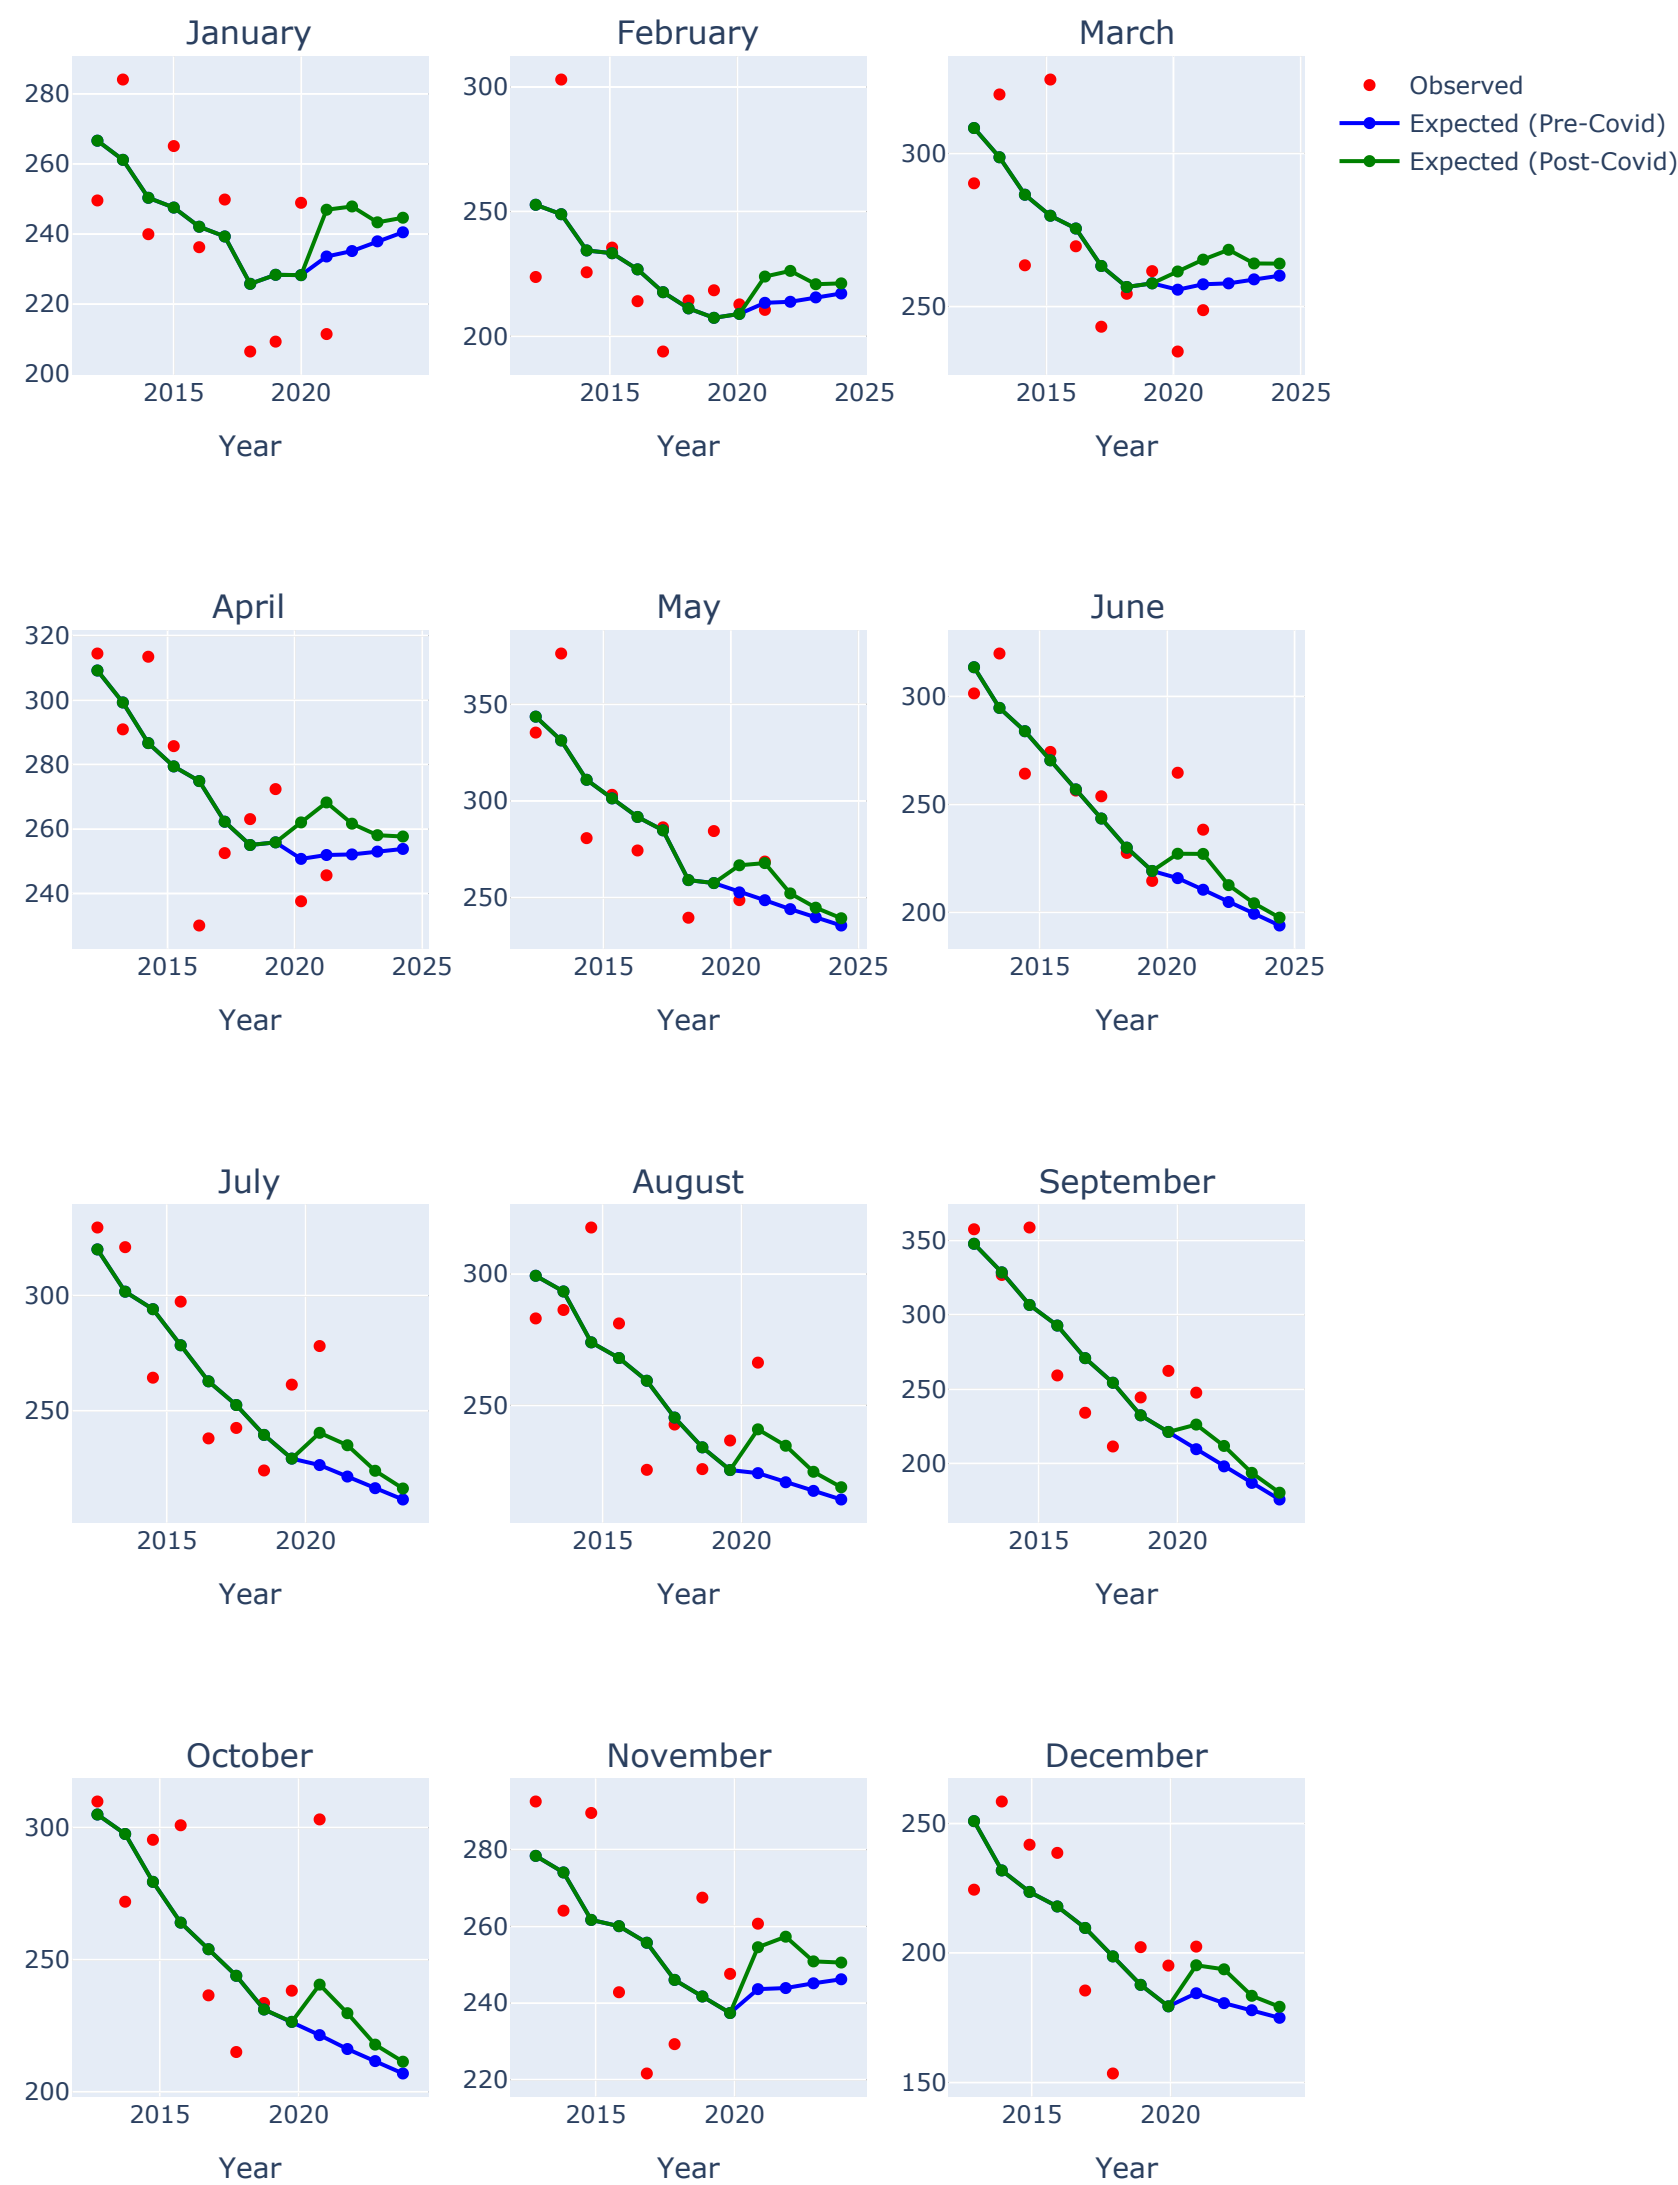 January
February
March
Observed
Expected (Pre-Covid)
Expected (Post-Covid)
280
260
240
220
200
300
250
200
300
250
2015 2020
2015 2020 2025
2015 2020 2025
Year
Year
Year
April
May
June
320
300
280
260
240
350
300
250
300
250
200
2015 2020 2025
2015 2020 2025
2015 2020 2025
Year
Year
Year
July
August
September
300
250
300
250
350
300
250
200
2015 2020
2015 2020
2015 2020
Year
Year
Year
October
November
December
300
250
200
280
260
240
220
250
200
150
2015 2020
2015 2020
2015 2020
Year
Year
Year